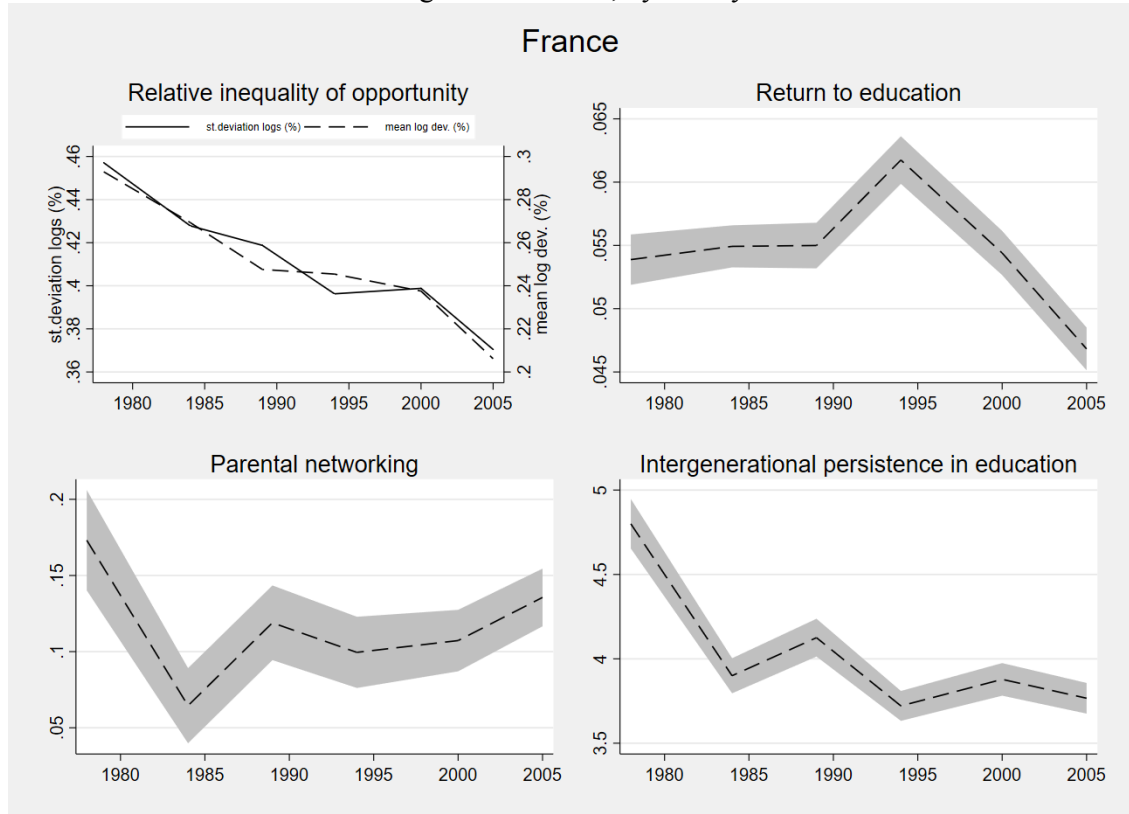 France
Relative inequality of opportunity
st.deviation logs (%) mean log dev. (%)
st.deviation logs (%)
.36 .38 .4 .42 .44 .46
mean log dev. (%)
.2 .22 .24 .26 .28 .3
1980 1985 1990 1995 2000 2005
Return to education
.045 .05 .055 .06 .065
1980 1985 1990 1995 2000 2005
Parental networking
.05 .1 .15 .2
1980 1985 1990 1995 2000 2005
Intergenerational persistence in education
3.5 4 4.5 5
1980 1985 1990 1995 2000 2005